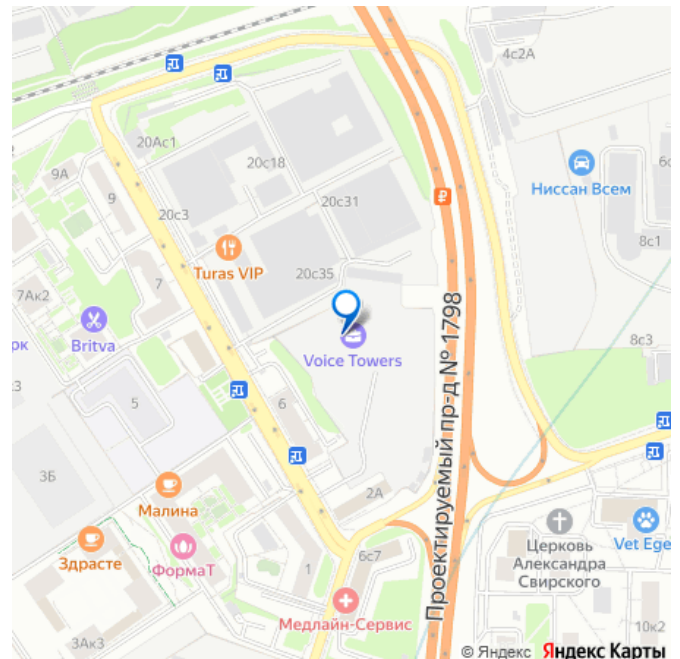 4с2А
20Ас1
20с18
9А
9
Ниссан Всем
6с
20с3
20с31
₽
8с1
Turas VIP
20с35
7
7Ак2
Britva
рк
Voice Towers
8с3
Проектируемый пр-д № 1798
5
6
3Б
Малина
2А
Здрасте
ФормаТ
1
6с7
Церковь
Александра
Свирского
Vet Ege
Медлайн-Сервис
10к2
3Ак3
© Яндекс Яндекс Карты